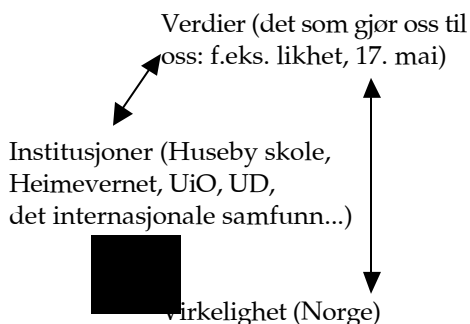 Verdier (det som gjør oss til
oss: f.eks. likhet, 17. mai)
Institusjoner (Huseby skole,
Heimevernet, UiO, UD,
det internasjonale samfunn...)
Virkelighet (Norge)